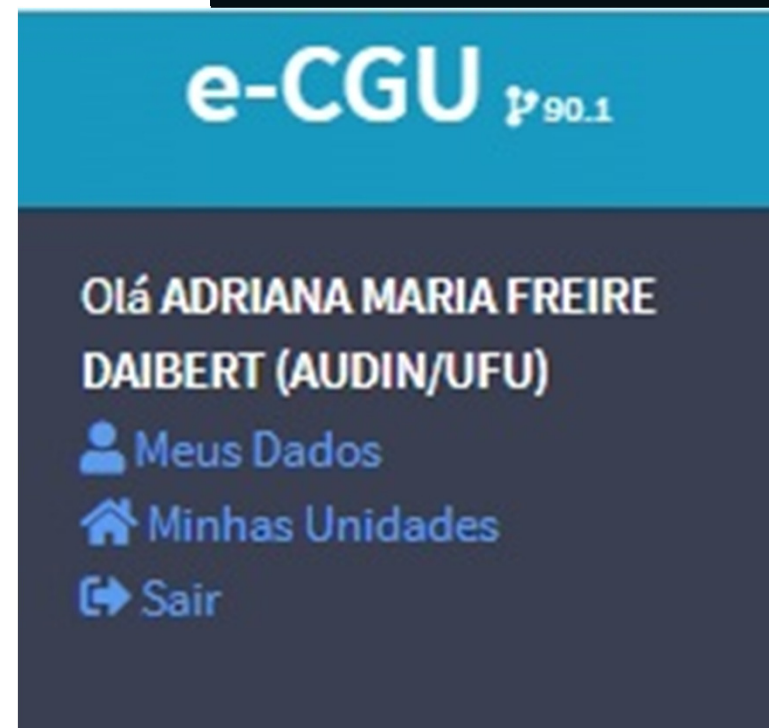 e-CGU 90.1
Olá ADRIANA MARIA FREIRE
DAIBERT (AUDIN/UFU)
Meus Dados
Minhas Unidades
Sair